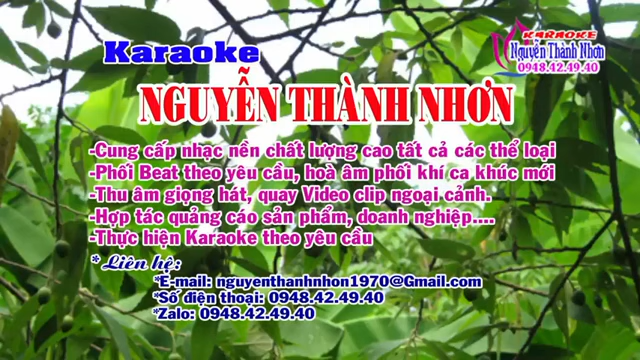 KARAOKE
Nguyễn Thành Nhơn
0948.42.49.40
Karaoke
NGUYỄN THÀNH NHƠN
-Cung cấp nhạc nền chất lượng cao tất cả các thể loại
-Phối Beat theo yêu cầu, hoà âm phối khí ca khúc mới
-Thu âm giọng hát, quay Video clip ngoại cảnh.
-Hợp tác quảng cáo sản phẩm, doanh nghiệp....
-Thực hiện Karaoke theo yêu cầu
*Liên hệ:
*E-mail: nguyenthanhnhon1970@Gmail.com
*Số điện thoại: 0948.42.49.40
*Zalo: 0948.42.49.40